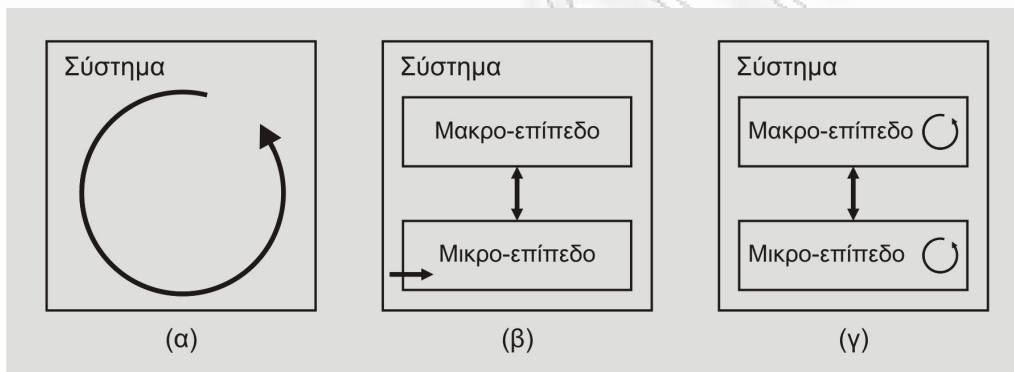 Σύστημα
Σύστημα
Σύστημα
Μακρο-επίπεδο
Μακρο-επίπεδο
Μικρο-επίπεδο
Μικρο-επίπεδο
(α)
(β)
(γ)